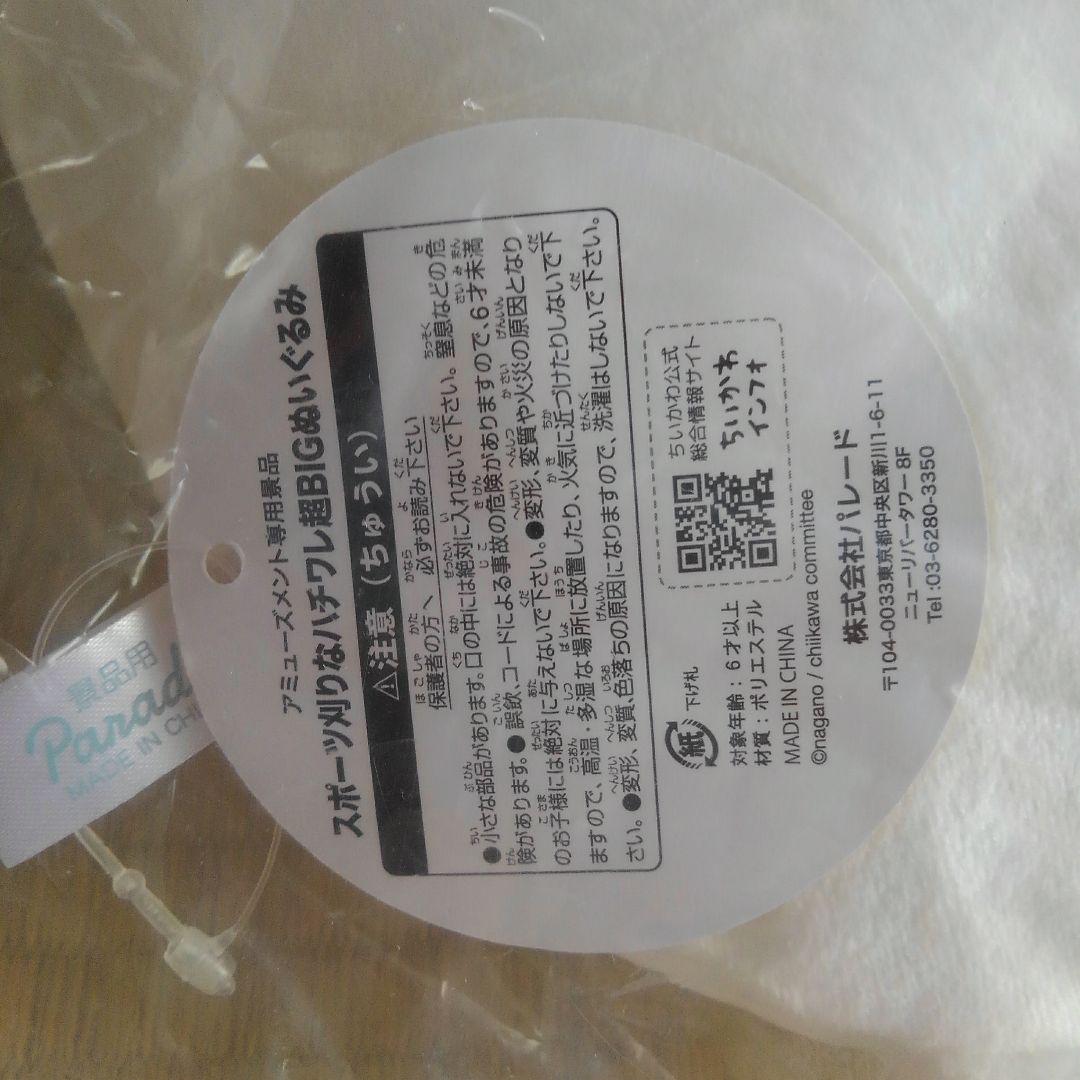 アミューズメント専用景品
スポーツ刈りなハチワレ超BIGぬいぐるみ
⚠注意(ちゅうい)
保護者の方へ 必ずお読み下さい
●小さな部品があります。口の中には絶対に入れないで下さい。窒息などの危
険があります。●誤飲、コードによる事故の危険がありますので、6才未満
のお子様には絶対に与えないで下さい。●変形、変質や火災の原因となり
ますので、高温・多湿な場所に放置したり、火気に近づけたりしないで下
さい。●変形、変質、色落ちの原因になりますので、洗濯はしないで下さい。
紙 下げ札
ちいかわ公式
総合情報サイト
ちいかわ
インフォ
対象年齢:6才以上
材質:ポリエステル
MADE IN CHINA
©nagano / chiikawa committee
株式会社パレード
〒104-0033東京都中央区新川1-6-11
ニューリバータワー 8F
Tel :03-6280-3350
景品用
Parad
MADE IN CH